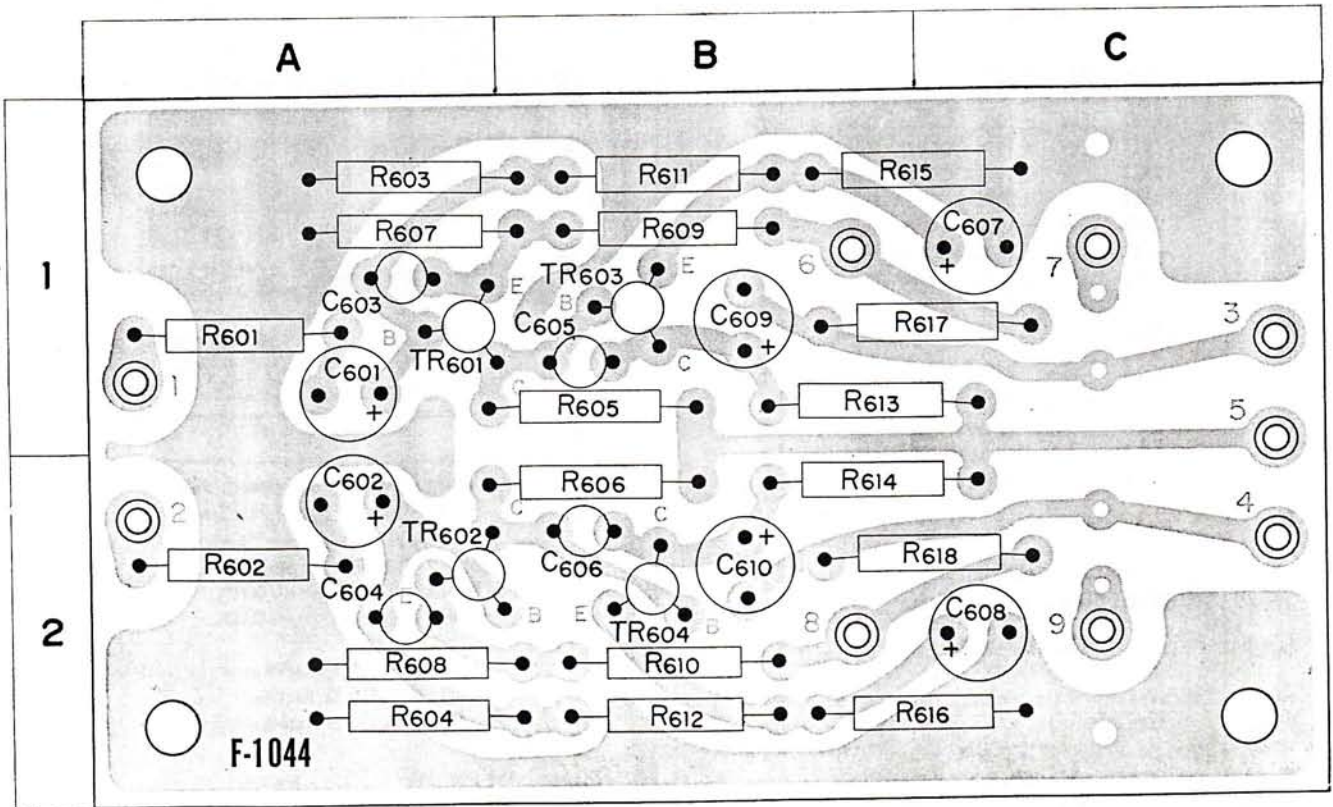 A B C
1
R603 R611 R615
R607 R609 C607
+
6 7
E E
TR603
C603 B C609 3
R601 B C605 R617
TR601 +
C601 C
1 C
+ R605 R613
5
2
C602 R606 R614
2 + C C + 4
TR602
R602 C606 C610 R618
C604 E
B E B 8 C608 9
TR604 +
R608 R610
R604 R612 R616
F-1044